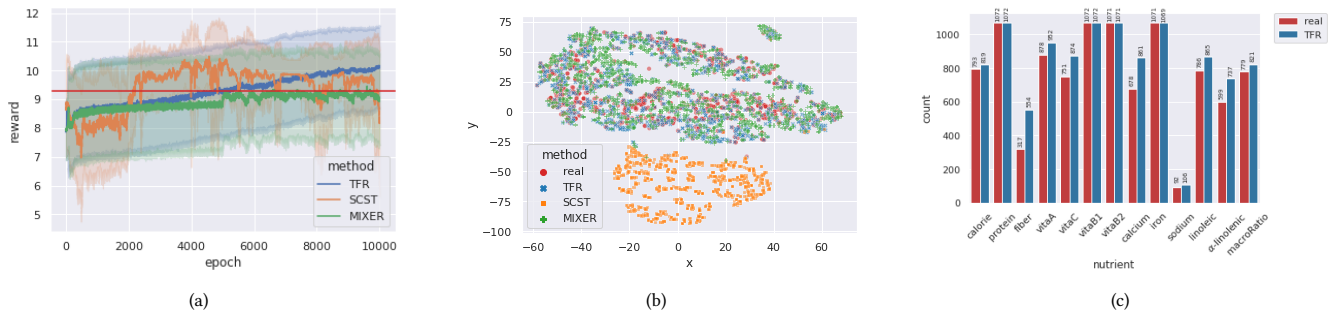 12
11
10
9
8
7
6
5
reward
0
2000
4000
6000
8000
10000
epoch
method
TFR
SCST
MIXER
(a)
75
50
25
0
−25
−50
−75
−100
y
−60
−40
−20
0
20
40
60
x
method
real
TFR
SCST
MIXER
(b)
1000
800
600
400
200
0
count
793
819
1072
1072
317
554
878
952
751
874
1072
1072
1071
1071
678
861
1071
1069
92
106
786
865
599
737
779
821
calorie
protein
fiber
vitaA
vitaC
vitaB1
vitaB2
calcium
iron
sodium
linoleic
α-linolenic
macroRatio
nutrient
real
TFR
(c)